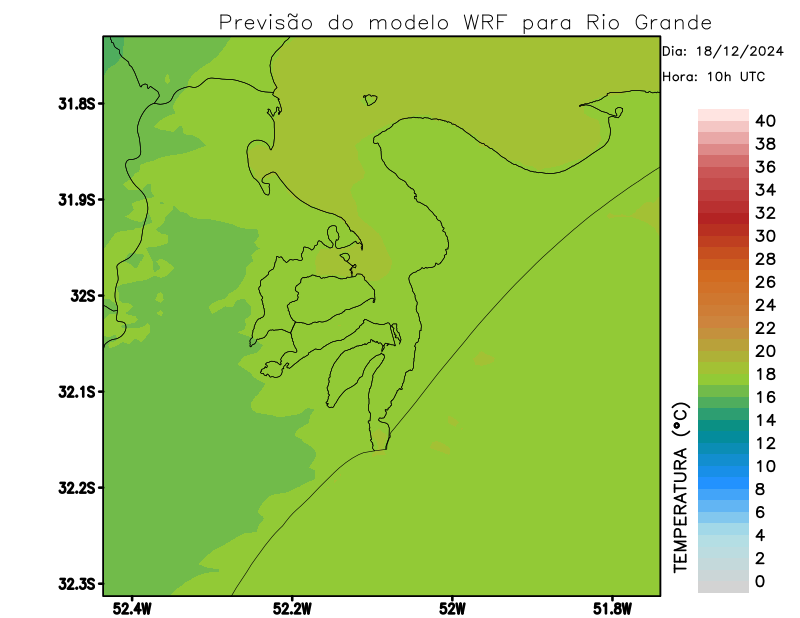 Previsão do modelo WRF para Rio Grande
Dia: 18/12/2024
Hora: 10h UTC
31.8S
31.9S
32S
32.1S
32.2S
32.3S
52.4W
52.2W
52W
51.8W
TEMPERATURA (°C)
40
38
36
34
32
30
28
26
24
22
20
18
16
14
12
10
8
6
4
2
0